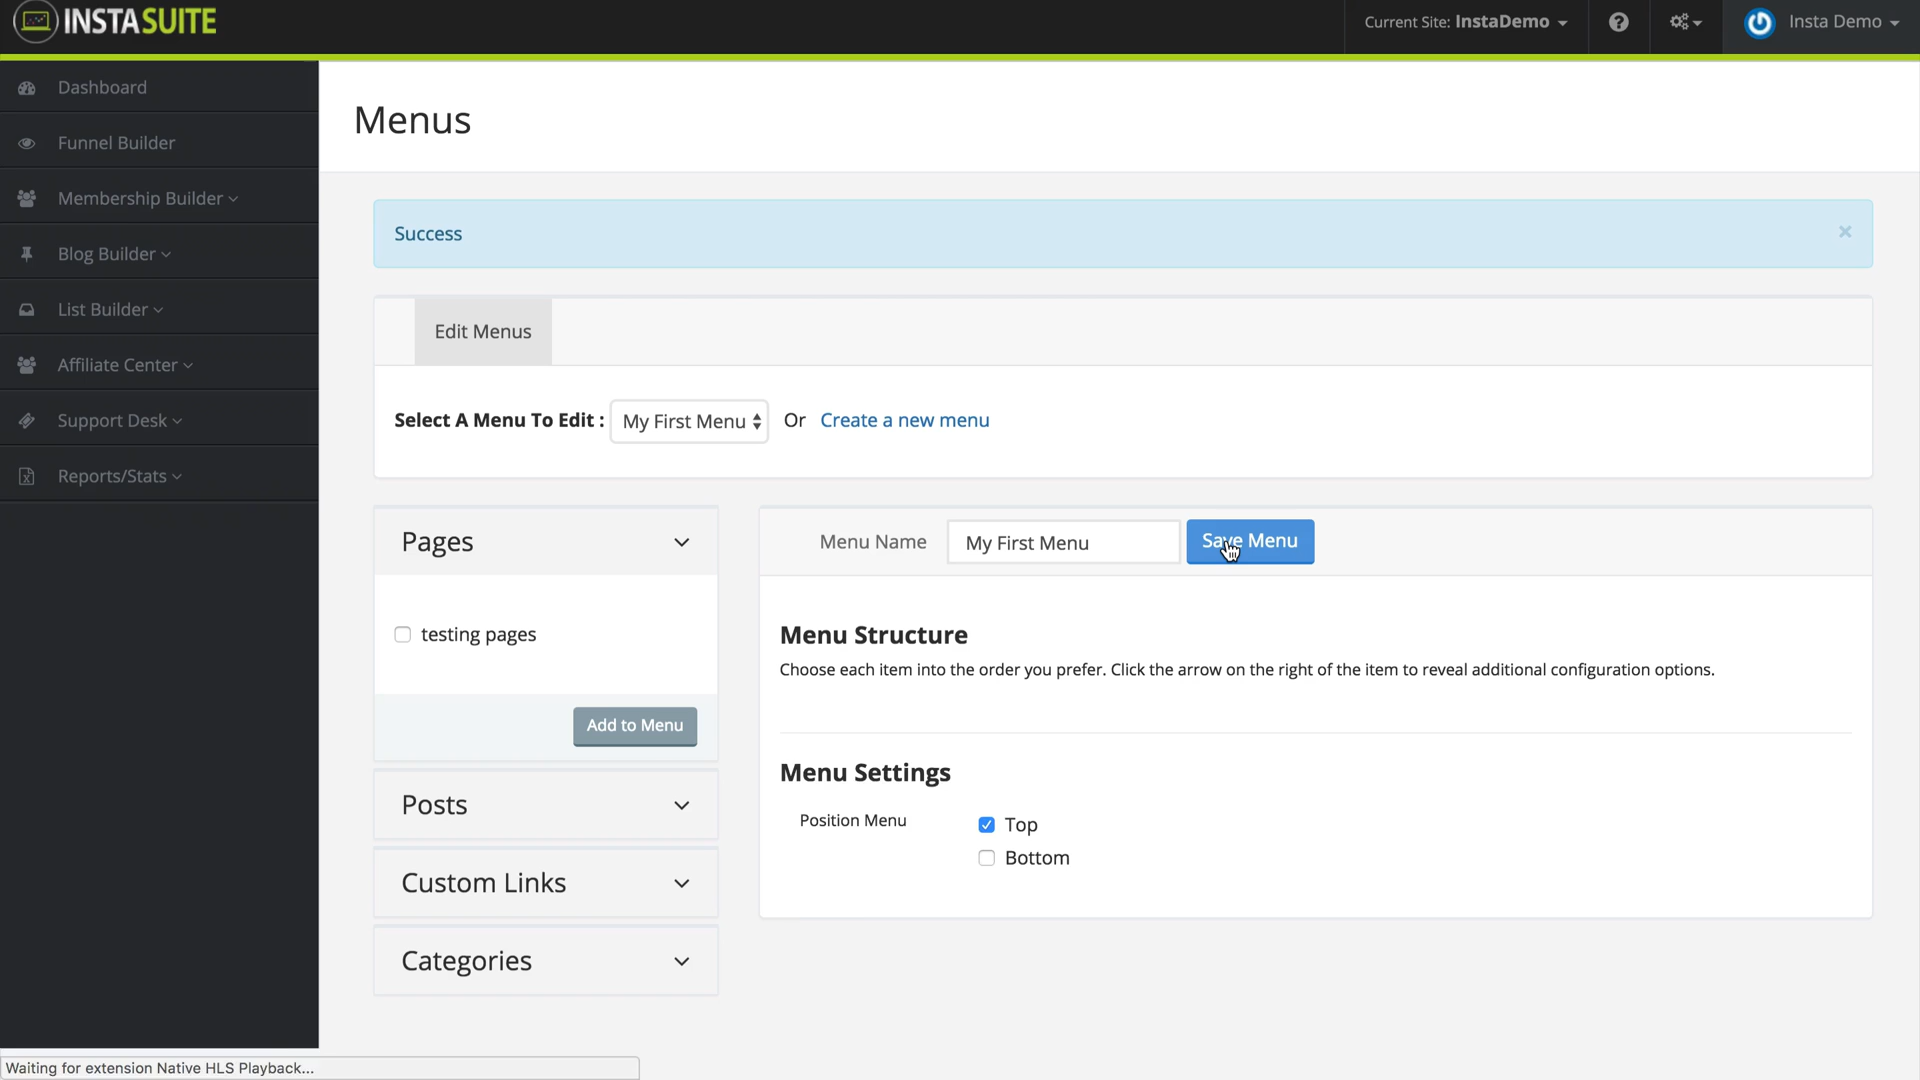 INSTASUITE
Current Site: InstaDemo
Insta Demo
Dashboard
Funnel Builder
Membership Builder
Blog Builder
List Builder
Affiliate Center
Support Desk
Reports/Stats
Menus
Success
×
Edit Menus
Select A Menu To Edit : My First Menu Or Create a new menu
Pages
testing pages
Add to Menu
Posts
Custom Links
Categories
Menu Name My First Menu Save Menu
Menu Structure
Choose each item into the order you prefer. Click the arrow on the right of the item to reveal additional configuration options.
Menu Settings
Position Menu
Top
Bottom
Waiting for extension Native HLS Playback...